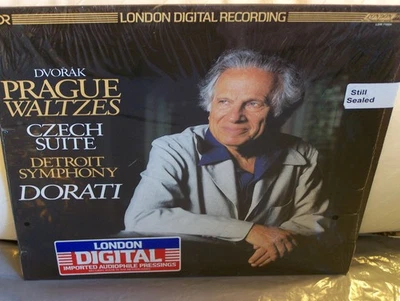 LONDON DIGITAL RECORDING
DVOŘÁK
PRAGUE
WALTZES
CZECH
SUITE
DETROIT
SYMPHONY
DORATI
Still
Sealed
LONDON
DIGITAL
IMPORTED AUDIOPHILE PRESSINGS